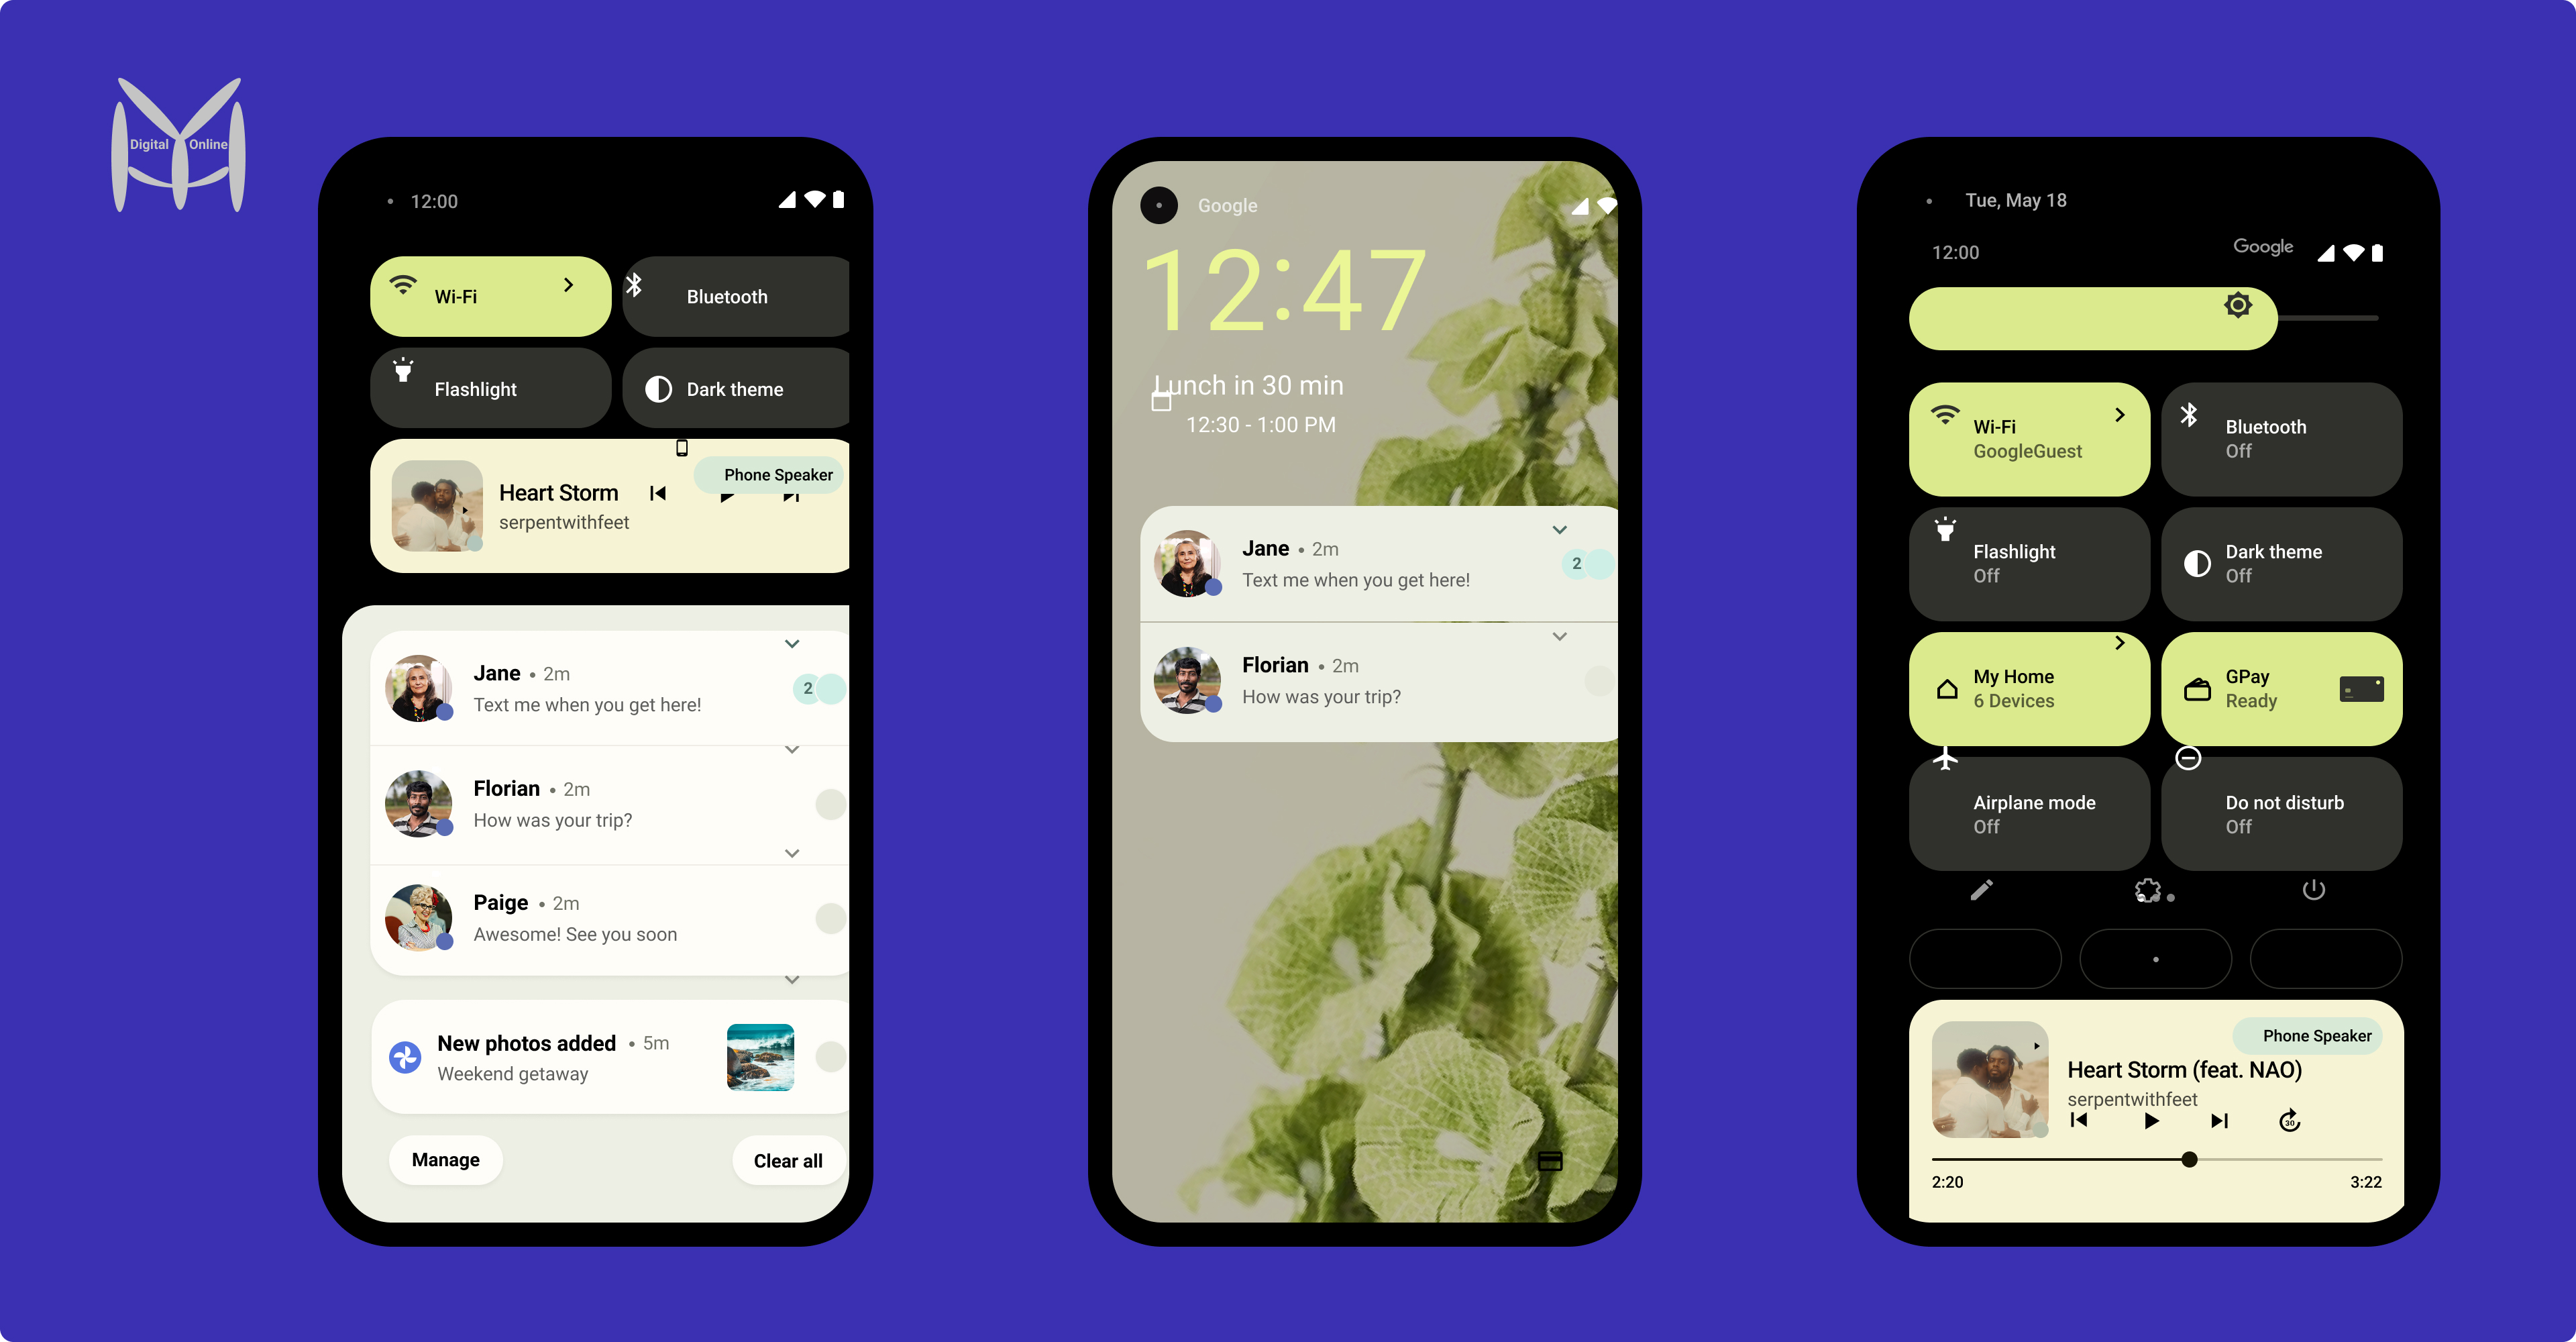 Digital Online
12:00
Wi-Fi
Bluetooth
Flashlight
Dark theme
Phone Speaker
Heart Storm
serpentwithfeet
Jane • 2m
2
Text me when you get here!
Florian • 2m
How was your trip?
Paige • 2m
Awesome! See you soon
New photos added • 5m
Weekend getaway
Manage
Clear all
Google
12:47
Lunch in 30 min
12:30 - 1:00 PM
Jane • 2m
2
Text me when you get here!
Florian • 2m
How was your trip?
Tue, May 18
12:00
Google
Wi-Fi
GoogleGuest
Bluetooth
Off
Flashlight
Off
Dark theme
Off
My Home
6 Devices
GPay
Ready
Airplane mode
Off
Do not disturb
Off
Phone Speaker
Heart Storm (feat. NAO)
serpentwithfeet
30
2:20
3:22